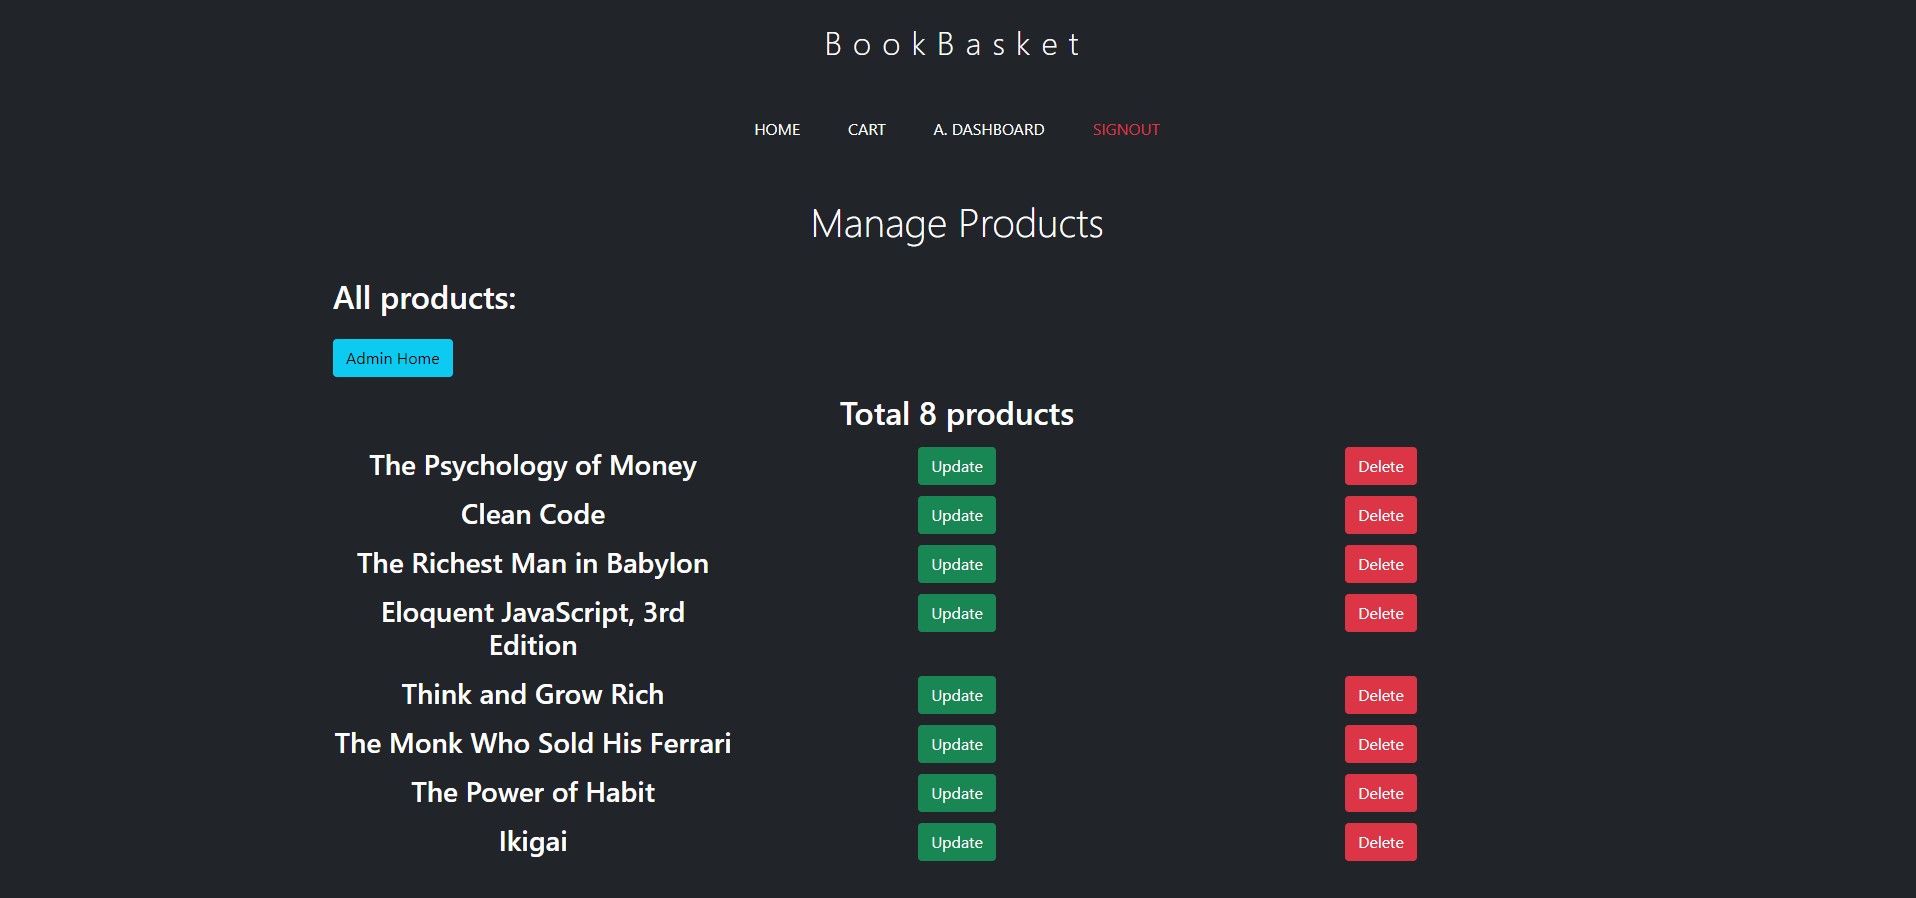 BookBasket
HOME CART A. DASHBOARD SIGNOUT
Manage Products
All products:
Admin Home
Total 8 products
The Psychology of Money Update Delete
Clean Code Update Delete
The Richest Man in Babylon Update Delete
Eloquent JavaScript, 3rd Update Delete
Edition
Think and Grow Rich Update Delete
The Monk Who Sold His Ferrari Update Delete
The Power of Habit Update Delete
Ikigai Update Delete